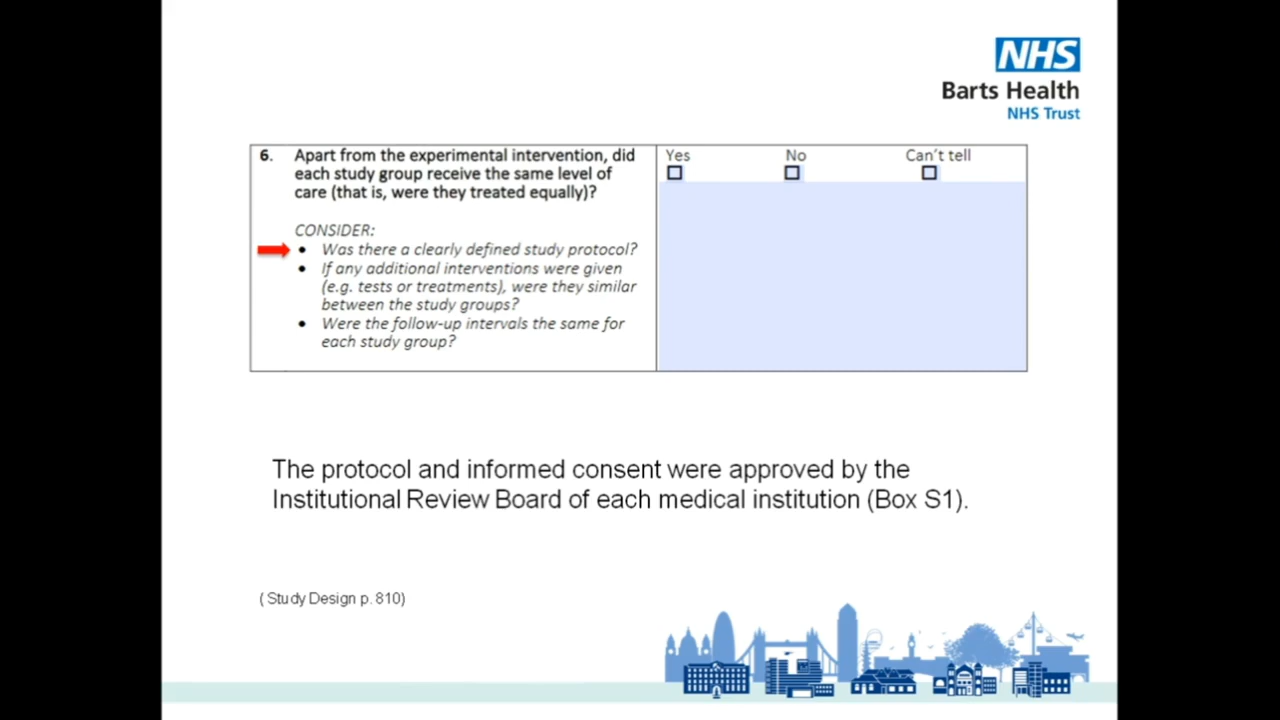 NHS
Barts Health
NHS Trust
6. Apart from the experimental intervention, did
each study group receive the same level of
care (that is, were they treated equally)?
CONSIDER:
• Was there a clearly defined study protocol?
• If any additional interventions were given
(e.g. tests or treatments), were they similar
between the study groups?
• Were the follow-up intervals the same for
each study group?
Yes No Can't tell
The protocol and informed consent were approved by the
Institutional Review Board of each medical institution (Box S1).
( Study Design p. 810)